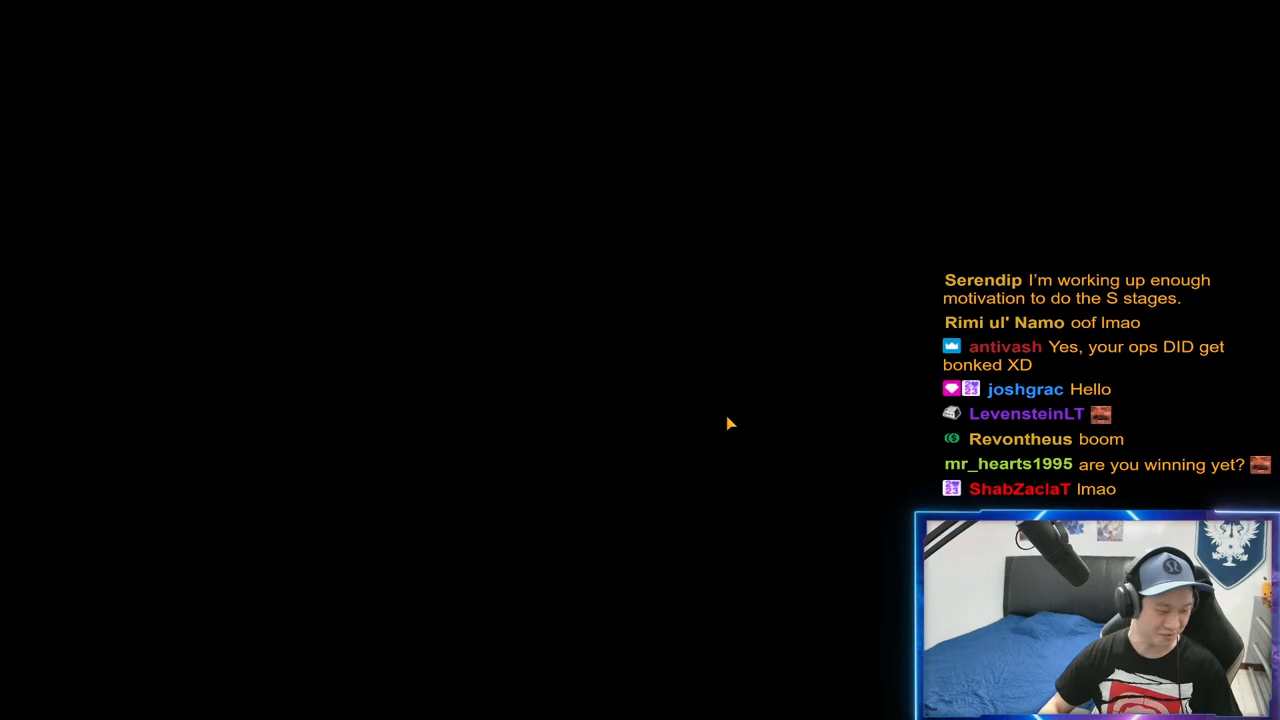 Serendip I’m working up enough
motivation to do the S stages.
Rimi ul' Namo oof lmao
antivash Yes, your ops DID get
bonked XD
joshgrac Hello
LevensteinLT
Revontheus boom
mr_hearts1995 are you winning yet?
ShabZaclaT lmao